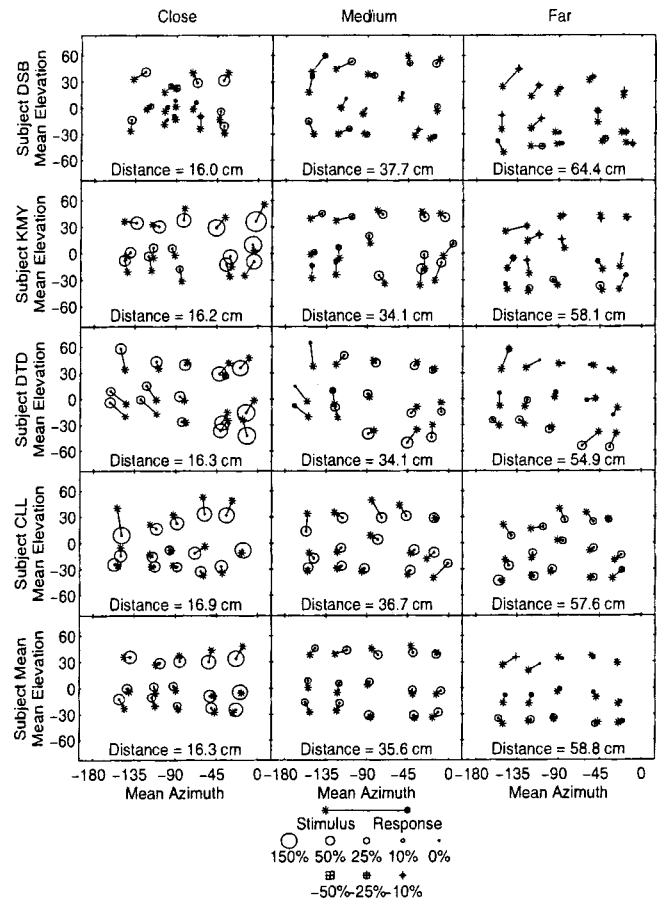 Close Medium Far
Subject DSB
Mean Elevation
60
30
0
-30
-60
Distance = 16.0 cm
Distance = 37.7 cm
Distance = 64.4 cm
Subject KMY
Mean Elevation
60
30
0
-30
-60
Distance = 16.2 cm
Distance = 34.1 cm
Distance = 58.1 cm
Subject DTD
Mean Elevation
60
30
0
-30
-60
Distance = 16.3 cm
Distance = 34.1 cm
Distance = 54.9 cm
Subject CLL
Mean Elevation
60
30
0
-30
-60
Distance = 16.9 cm
Distance = 36.7 cm
Distance = 57.6 cm
Subject Mean
Mean Elevation
60
30
0
-30
-60
Distance = 16.3 cm
Distance = 35.6 cm
Distance = 58.8 cm
-180 -135 -90 -45 0
-135 -90 -45 0
-135 -90 -45 0
Mean Azimuth Mean Azimuth Mean Azimuth
Stimulus Response
150% 50% 25% 10% 0%
-50% -25% -10%